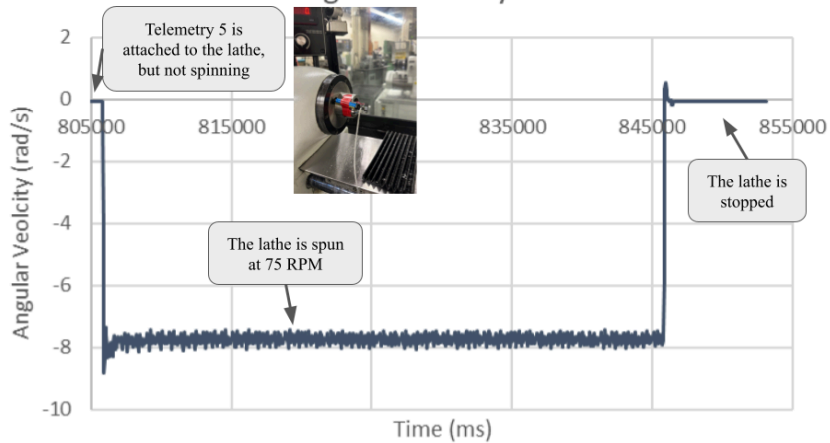 Telemetry 5 is
attached to the lathe,
but not spinning
2
0
-2
-4
-6
-8
-10
805000
815000
835000
845000
855000
The lathe is
stopped
The lathe is spun
at 75 RPM
Angular Veolcity (rad/s)
Time (ms)